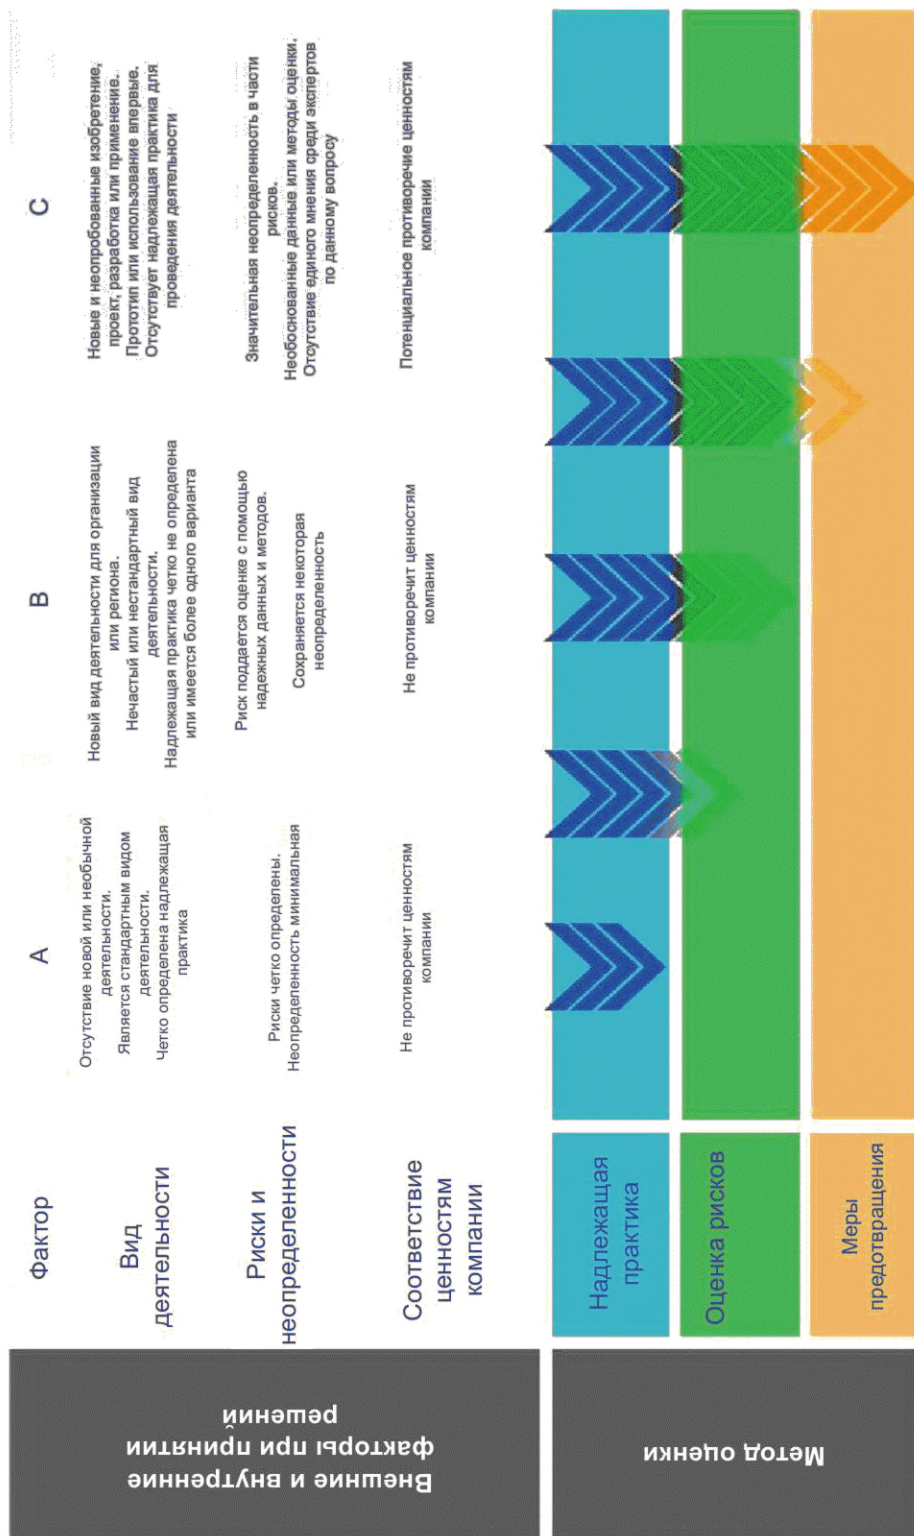 Внешние и внутренние
факторы при принятии
решений
Фактор
A
B
C
Вид
деятельности
Отсутствие новой или необычной
деятельности.
Является стандартным видом
деятельности.
Четко определена надлежащая
практика
Новый вид деятельности для организации
или региона.
Нечастый или нестандартный вид
деятельности.
Надлежащая практика четко не определена
или имеется более одного варианта
Новые и неопробованные изобретение,
проект, разработка или применение.
Прототип или использование впервые.
Отсутствует надлежащая практика для
проведения деятельности
Риски и
неопределенности
Риски четко определены.
Неопределенность минимальная
Риск поддается оценке с помощью
надежных данных и методов.
Сохраняется некоторая
неопределенность
Значительная неопределенность в части
рисков.
Необоснованные данные или методы оценки.
Отсутствие единого мнения среди экспертов
по данному вопросу
Соответствие
ценностям
компании
Не противоречит ценностям
компании
Не противоречит ценностям
компании
Потенциальное противоречие ценностям
компании
Метод оценки
Надлежащая
практика
Оценка рисков
Меры
предотвращения